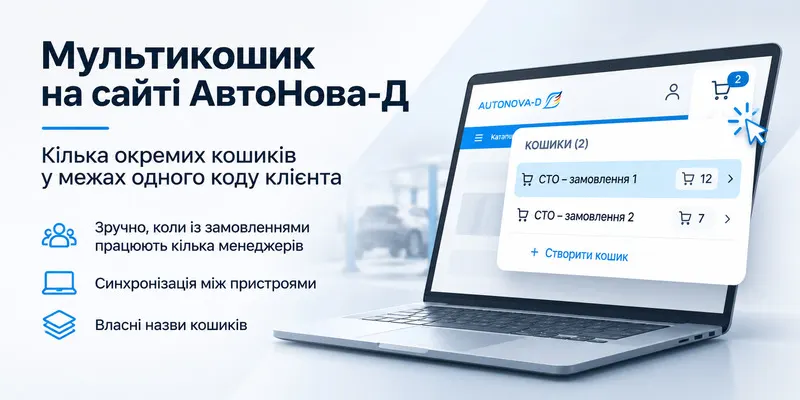 Мультикошик
на сайті АвтоНова-Д
Кілька окремих кошиків
у межах одного коду клієнта
Зручно, коли із замовленнями
працюють кілька менеджерів
Синхронізація між пристроями
Власні назви кошиків
AUTONOVA-D
2
КОШИКИ (2)
СТО – замовлення 1
12
СТО – замовлення 2
7
+ Створити кошик